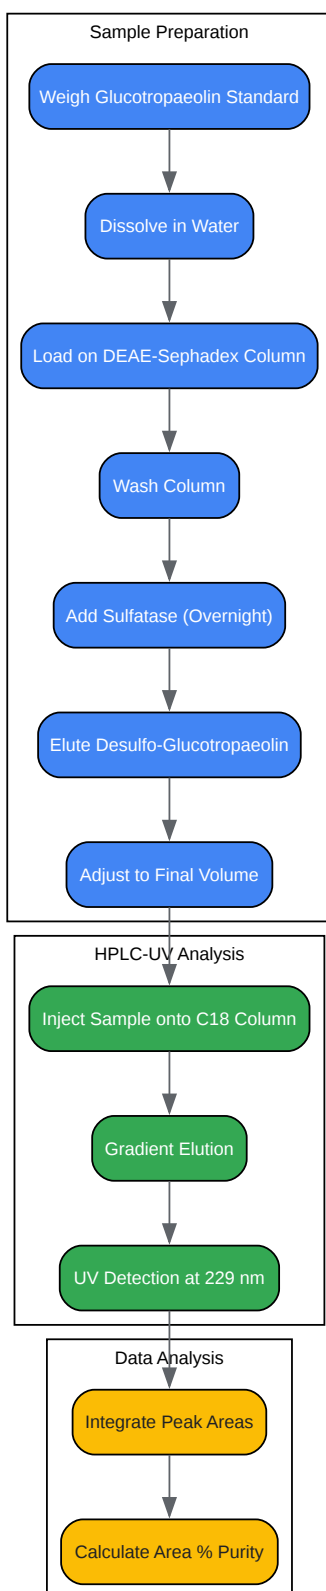 Sample Preparation
Weigh Glucotropaeolin Standard
Dissolve in Water
Load on DEAE-Sephadex Column
Wash Column
Add Sulfatase (Overnight)
Elute Desulfo-Glucotropaeolin
Adjust to Final Volume
HPLC-UV Analysis
Inject Sample onto C18 Column
Gradient Elution
UV Detection at 229 nm
Data Analysis
Integrate Peak Areas
Calculate Area % Purity